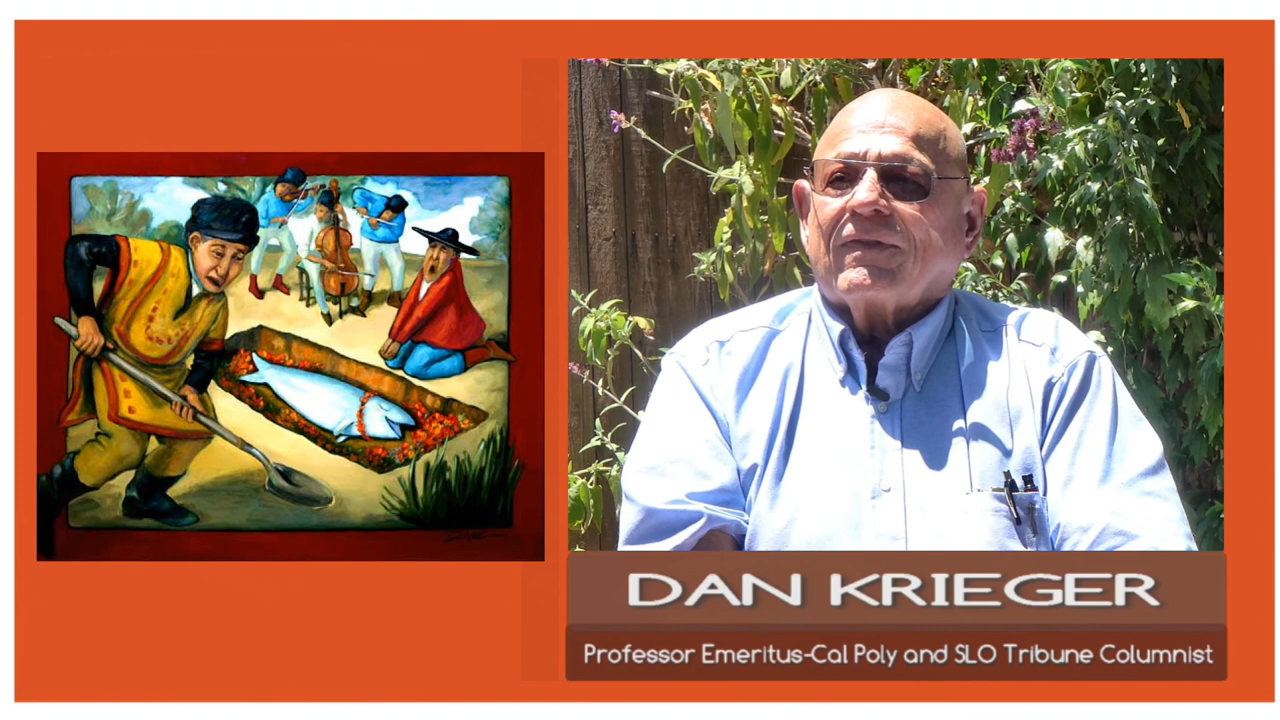 DAN KRIEGER
Professor Emeritus-Cal Poly and SLO Tribune Columnist